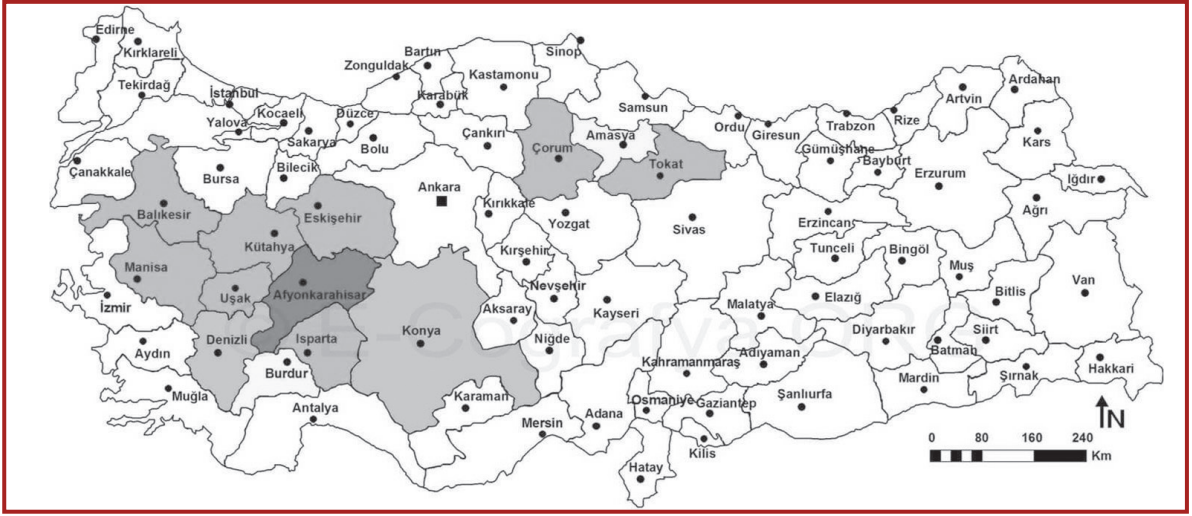 Edirne
Kırklareli
Tekirdağ
İstanbul
Yalova
Kocaeli
Sakarya
Düzce
Bolu
Zonguldak
Bartın
Karabük
Kastamonu
Sinop
Çankırı
Çorum
Samsun
Amasya
Tokat
Ordu
Giresun
Trabzon
Gümüşhane
Bayburt
Rize
Artvin
Ardahan
Kars
Iğdır
Ağrı
Erzurum
Çanakkale
Balıkesir
Bursa
Bilecik
Eskişehir
Kütahya
Ankara
Kırıkkale
Yozgat
Sivas
Erzincan
Tunceli
Bingöl
Muş
Bitlis
Van
Manisa
İzmir
Uşak
Afyonkarahisar
Kırşehir
Nevşehir
Aksaray
Kayseri
Niğde
Konya
Malatya
Elazığ
Diyarbakır
Batman
Siirt
Hakkari
Şırnak
Mardin
Aydın
Denizli
Muğla
Isparta
Burdur
Antalya
Karaman
Mersin
Adana
Kahramanmaraş
Adıyaman
Osmaniye
Gaziantep
Şanlıurfa
Kilis
Hatay
N
0 80 160 240
Km
© E-Coğrafya.ORG